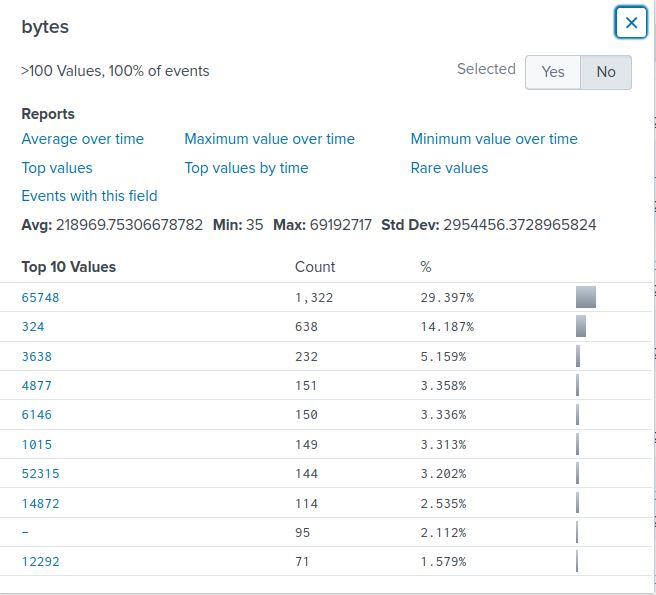 bytes
>100 Values, 100% of events
Selected Yes No
Reports
Average over time Maximum value over time Minimum value over time
Top values Top values by time Rare values
Events with this field
Avg: 218969.75306678782 Min: 35 Max: 69192717 Std Dev: 2954456.3728965824
Top 10 Values Count %
65748 1,322 29.397%
324 638 14.187%
3638 232 5.159%
4877 151 3.358%
6146 150 3.336%
1015 149 3.313%
52315 144 3.202%
14872 114 2.535%
- 95 2.112%
12292 71 1.579%